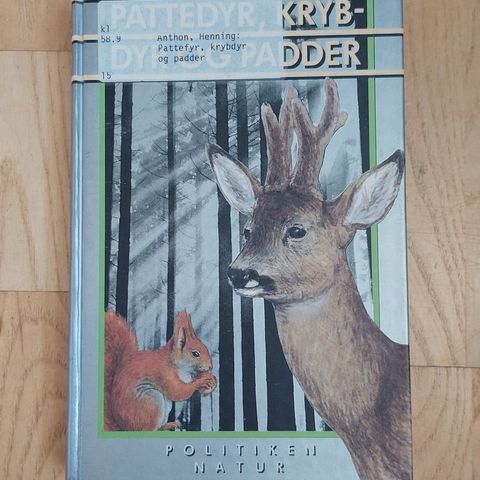 PATTEDYR, KRYB-
DYR OG PADDER
kl
58.9 Anthon, Henning:
Pattefyr, krybdyr
og padder
15
POLITIKEN
NATUR